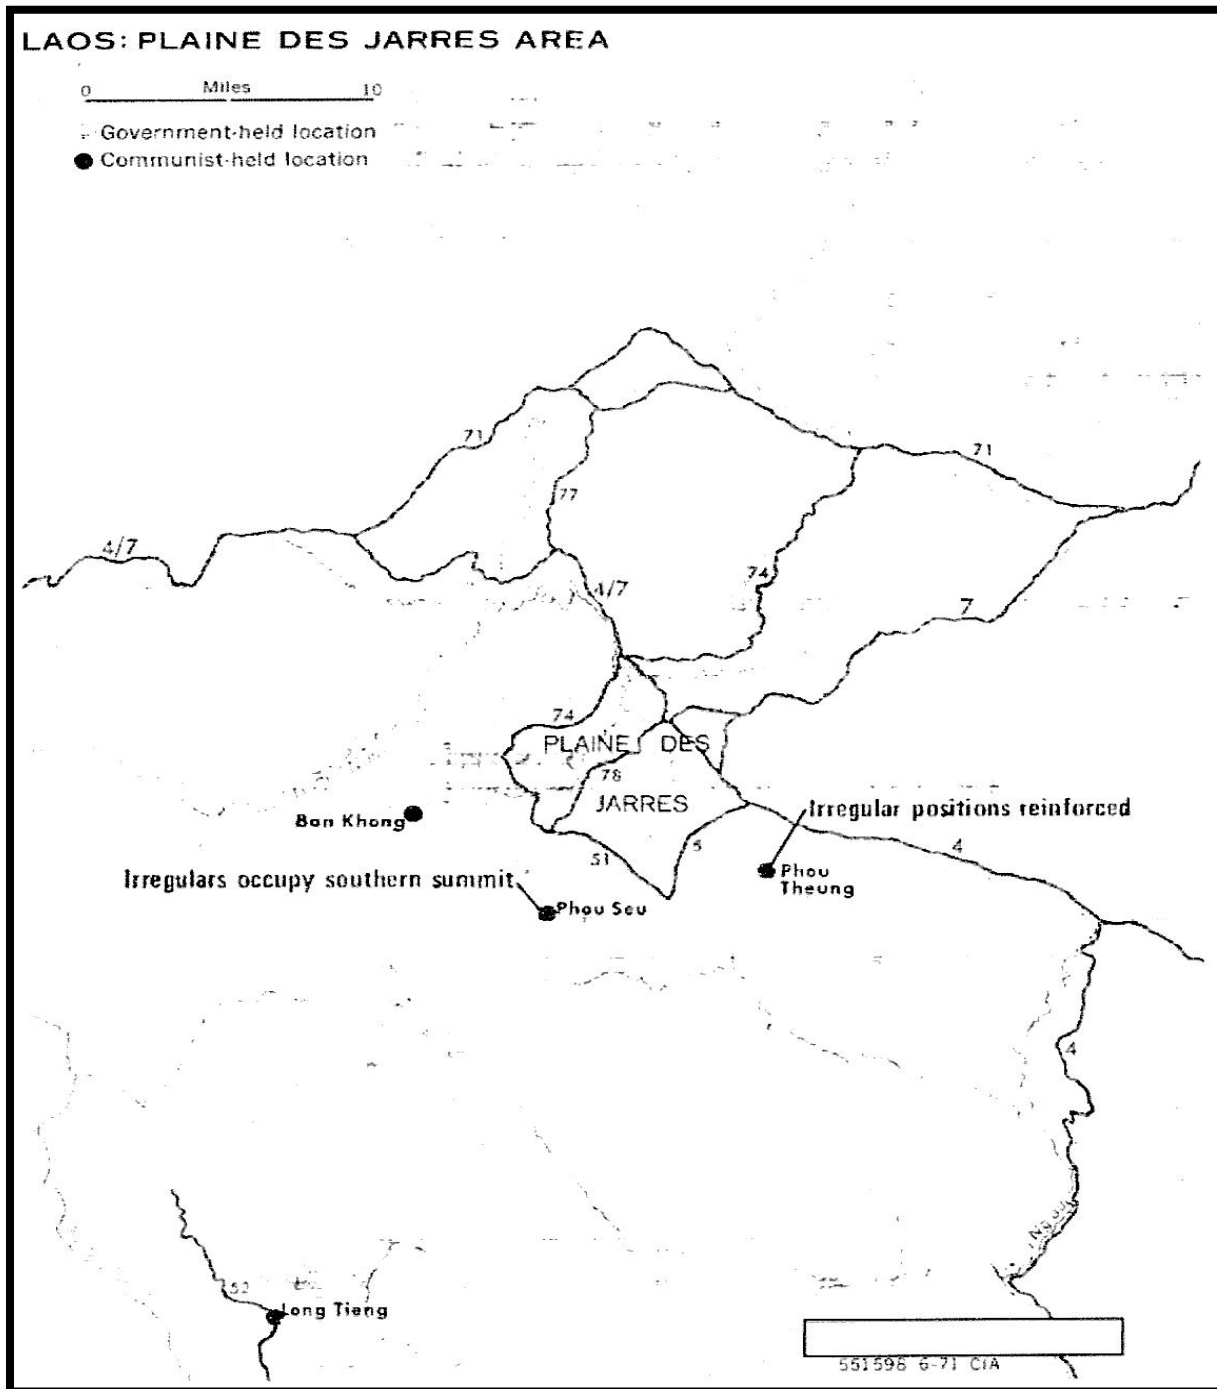 LAOS: PLAINE DES JARRES AREA
0 Miles 10
Government-held location
Communist-held location
71
71
77
4/7
4/7
74
7
74
PLAINE DES
78
JARRES
Ban Khong
Irregular positions reinforced
51
5
4
Phou
Theung
Irregulars occupy southern summit
Phou Seu
4
52
Long Tieng
551598 6-71 CIA